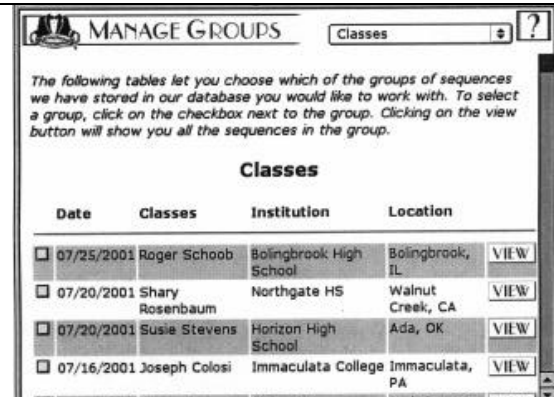 MANAGE GROUPS
Classes
?
The following tables let you choose which of the groups of sequences
we have stored in our database you would like to work with. To select
a group, click on the checkbox next to the group. Clicking on the view
button will show you all the sequences in the group.
Classes
Date Classes Institution Location
07/25/2001 Roger Schoob Bolingbrook High Bolingbrook, VIEW
School IL
07/20/2001 Shary Northgate HS Walnut VIEW
Rosenbaum Creek, CA
07/20/2001 Susie Stevens Horizon High Ada, OK VIEW
School
07/16/2001 Joseph Colosi Immaculata College Immaculata, VIEW
PA